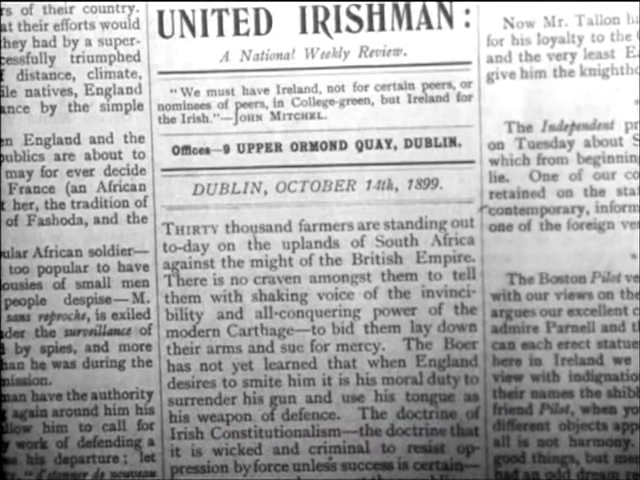 rs of their country.
at their efforts would
hey had by a super-
cessfully triumphed
distance, climate,
ile natives, England
ance by the simple
en England and the
publics are about to
may for ever decide
France (an African
t her, the tradition of
of Fashoda, and the
ular African soldier—
too popular to have
ousies of small men
people despise—M.
sans reproche, is exiled
der the surveillance of
d by spies, and more
han he was during the
mission.
man have the authority
again around him his
llow him to call for
work of defending a
his departure; let
"s'étonner de nouveau
UNITED IRISHMAN:
A National Weekly Review.
"We must have Ireland, not for certain peers, or
nominees of peers, in College-green, but Ireland for
the Irish."—JOHN MITCHEL.
Offices—9 UPPER ORMOND QUAY, DUBLIN.
DUBLIN, OCTOBER 14th, 1899.
THIRTY thousand farmers are standing out
to-day on the uplands of South Africa
against the might of the British Empire.
There is no craven amongst them to tell
them with shaking voice of the invinci-
bility and all-conquering power of the
modern Carthage—to bid them lay down
their arms and sue for mercy. The Boer
has not yet learned that when England
desires to smite him it is his moral duty to
surrender his gun and use his tongue as
his weapon of defence. The doctrine of
Irish Constitutionalism—the doctrine that
it is wicked and criminal to resist op-
pression by force unless success is certain—
Now Mr. Tallon ha
for his loyalty to the
and the very least E
give him the knightho
The Independent pr
on Tuesday about S
which from beginnin
lie. One of our co
retained on the sta
contemporary, inform
one of the foreign ve
The Boston Pilot ve
with our views on the
argues our excellent c
admire Parnell and
can each erect statue
here in Ireland we
view with indignatio
their names the shibl
friend Pilot, when yo
different objects app
all is not harmony.
good things, but me
had an odd dream